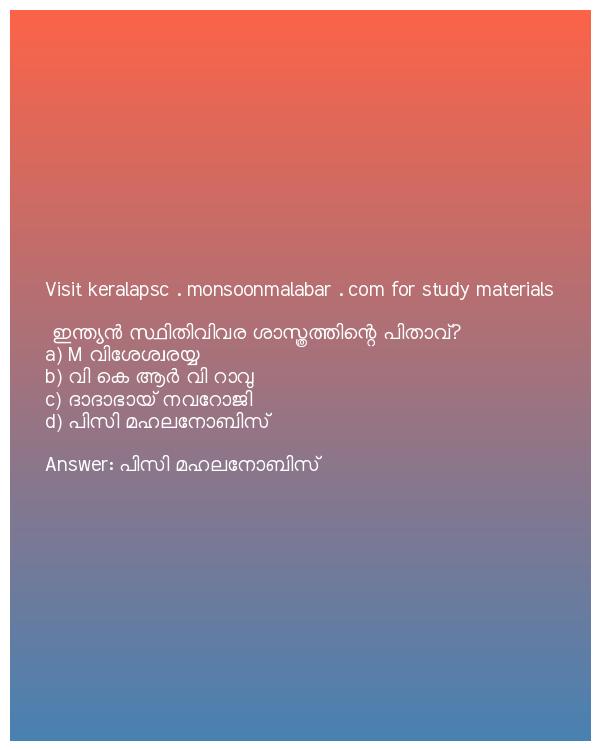 Visit keralapsc . monsoonmalabar . com for study materials
ഇന്ത്യൻ സ്ഥിതിവിവര ശാസ്ത്രത്തിന്റെ പിതാവ്?
a) M വിശേശ്വരയ്യ
b) വി കെ ആർ വി റാവു
c) ദാദാഭായ് നവറോജി
d) പിസി മഹലനോബിസ്
Answer: പിസി മഹലനോബിസ്